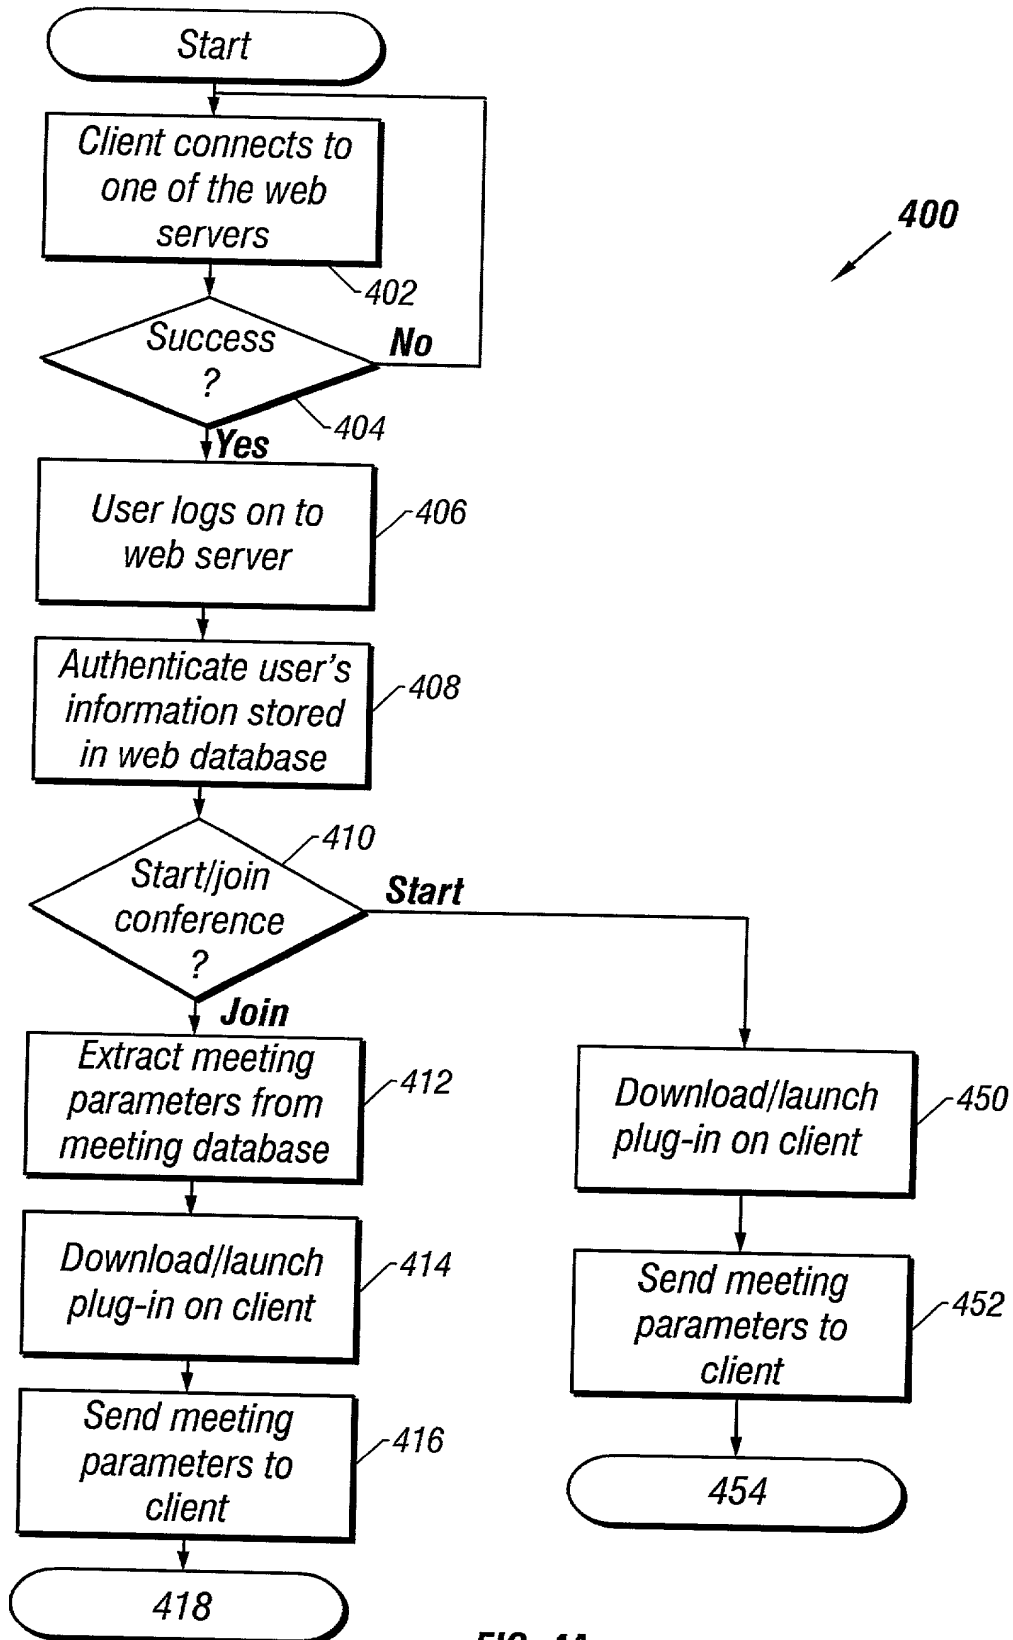 Start
Client connects to
one of the web
servers
400
402
Success
?
No
404
Yes
User logs on to
web server
406
Authenticate user's
information stored
in web database
408
410
Start/join
conference
?
Start
Join
Extract meeting
parameters from
meeting database
412
Download/launch
plug-in on client
450
Download/launch
plug-in on client
414
Send meeting
parameters to
client
452
Send meeting
parameters to
client
416
454
418
FIG. 4A